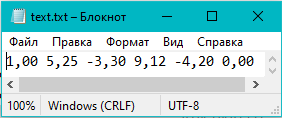 text.txt – Блокнот
Файл Правка Формат Вид Справка
1,00 5,25 -3,30 9,12 -4,20 0,00
100% Windows (CRLF) UTF-8